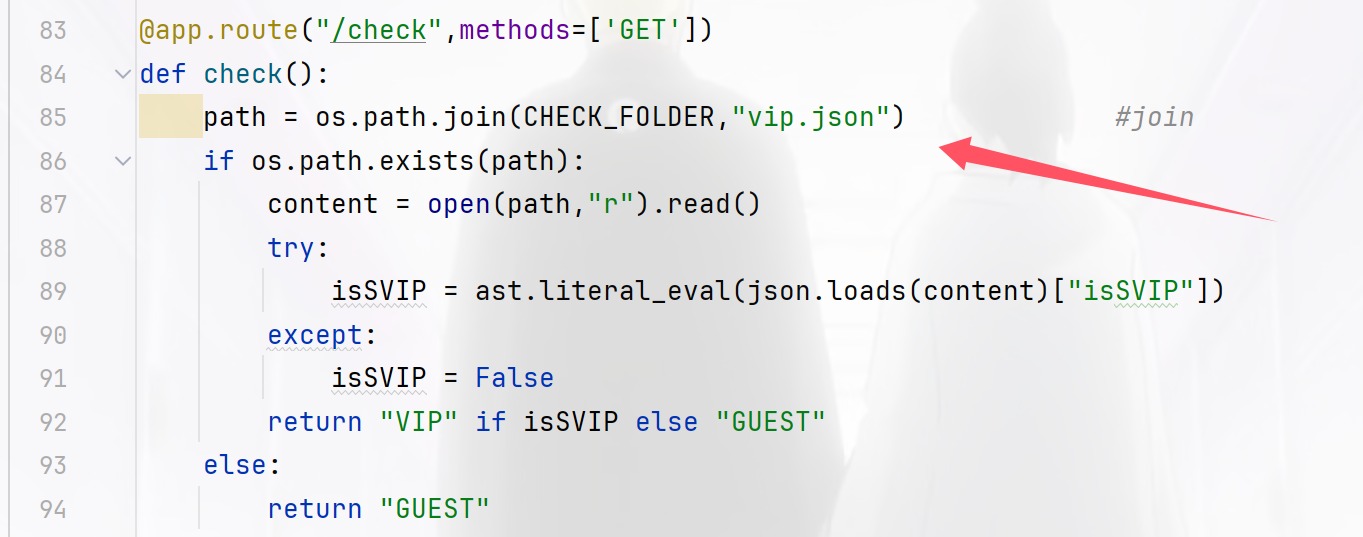 83 @app.route("/check",methods=['GET'])
84 def check():
85     path = os.path.join(CHECK_FOLDER,"vip.json")             #join
86     if os.path.exists(path):
87         content = open(path,"r").read()
88         try:
89             isSVIP = ast.literal_eval(json.loads(content)["isSVIP"])
90         except:
91             isSVIP = False
92         return "VIP" if isSVIP else "GUEST"
93     else:
94         return "GUEST"